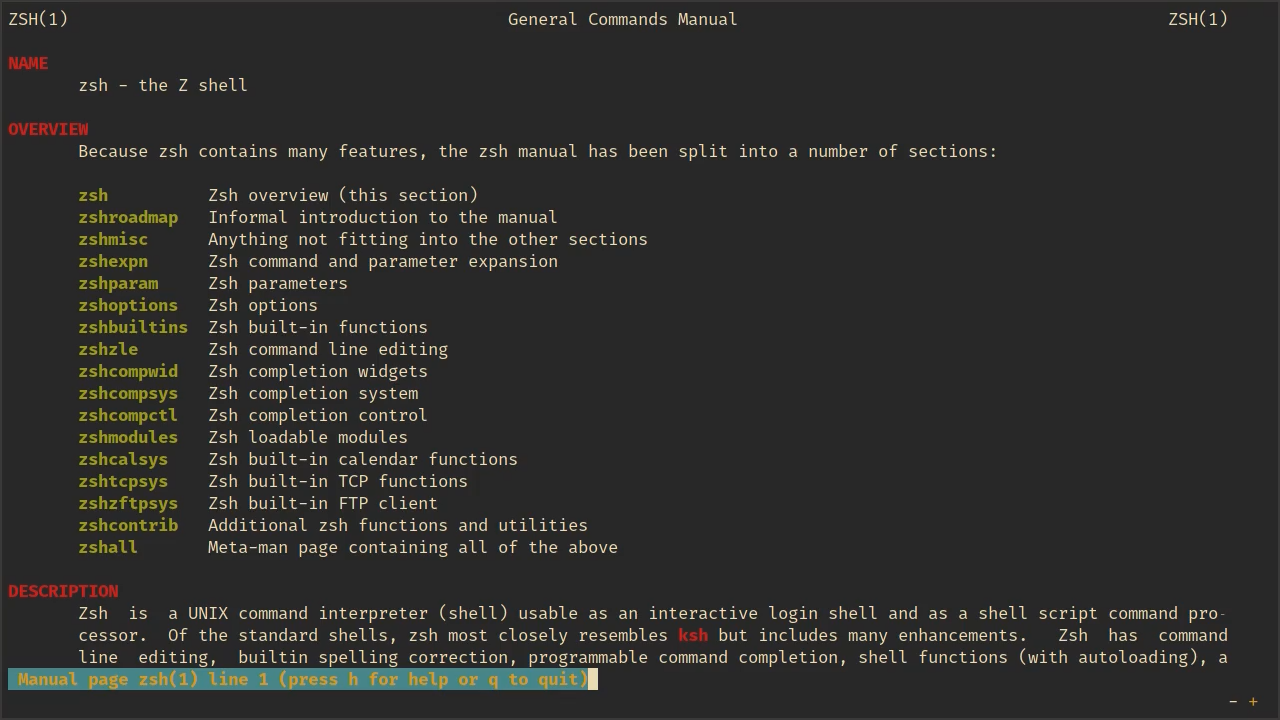 ZSH(1) General Commands Manual ZSH(1)
NAME
zsh - the Z shell
OVERVIEW
Because zsh contains many features, the zsh manual has been split into a number of sections:
zsh Zsh overview (this section)
zshroadmap Informal introduction to the manual
zshmisc Anything not fitting into the other sections
zshexpn Zsh command and parameter expansion
zshparam Zsh parameters
zshoptions Zsh options
zshbuiltins Zsh built-in functions
zshzle Zsh command line editing
zshcompwid Zsh completion widgets
zshcompsys Zsh completion system
zshcompctl Zsh completion control
zshmodules Zsh loadable modules
zshcalsys Zsh built-in calendar functions
zshtcpsys Zsh built-in TCP functions
zshzftpsys Zsh built-in FTP client
zshcontrib Additional zsh functions and utilities
zshall Meta-man page containing all of the above
DESCRIPTION
Zsh is a UNIX command interpreter (shell) usable as an interactive login shell and as a shell script command pro-
cessor. Of the standard shells, zsh most closely resembles ksh but includes many enhancements. Zsh has command
line editing, builtin spelling correction, programmable command completion, shell functions (with autoloading), a
Manual page zsh(1) line 1 (press h for help or q to quit)
- +